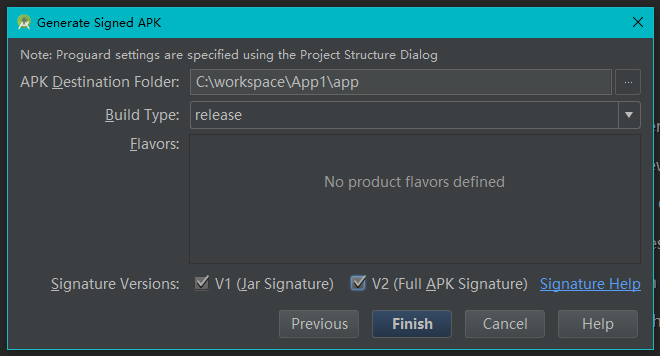 Generate Signed APK
Note: Proguard settings are specified using the Project Structure Dialog
APK Destination Folder: C:\workspace\App1\app ...
Build Type: release
Flavors:
No product flavors defined
Signature Versions: V1 (Jar Signature) V2 (Full APK Signature) Signature Help
Previous Finish Cancel Help